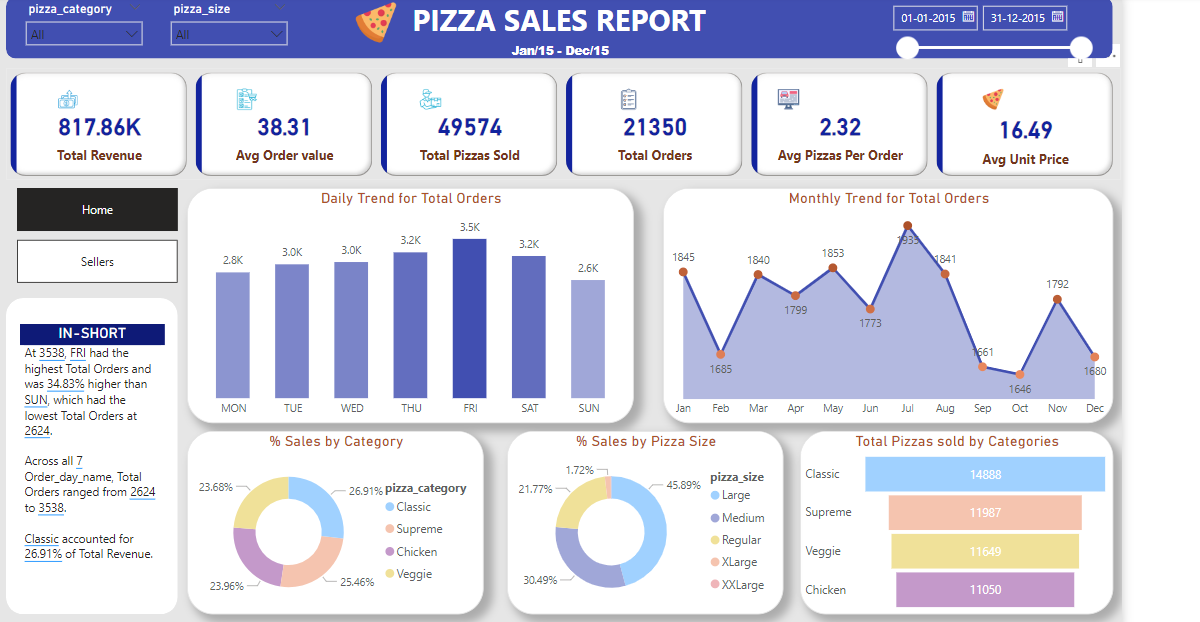 pizza_category
All
pizza_size
All
PIZZA SALES REPORT
Jan/15 - Dec/15
01-01-2015
31-12-2015
817.86K
Total Revenue
38.31
Avg Order value
49574
Total Pizzas Sold
21350
Total Orders
2.32
Avg Pizzas Per Order
16.49
Avg Unit Price
Home
Sellers
IN-SHORT
At 3538, FRI had the
highest Total Orders and
was 34.83% higher than
SUN, which had the
lowest Total Orders at
2624.
Across all 7
Order_day_name, Total
Orders ranged from 2624
to 3538.
Classic accounted for
26.91% of Total Revenue.
Daily Trend for Total Orders
2.8K
3.0K
3.0K
3.2K
3.5K
3.2K
2.6K
MON
TUE
WED
THU
FRI
SAT
SUN
Monthly Trend for Total Orders
1845
1685
1840
1799
1853
1773
1935
1841
1661
1646
1792
1680
Jan
Feb
Mar
Apr
May
Jun
Jul
Aug
Sep
Oct
Nov
Dec
% Sales by Category
23.68%
26.91%
23.96%
25.46%
pizza_category
Classic
Supreme
Chicken
Veggie
% Sales by Pizza Size
1.72%
21.77%
45.89%
30.49%
pizza_size
Large
Medium
Regular
XLarge
XXLarge
Total Pizzas sold by Categories
Classic
14888
Supreme
11987
Veggie
11649
Chicken
11050